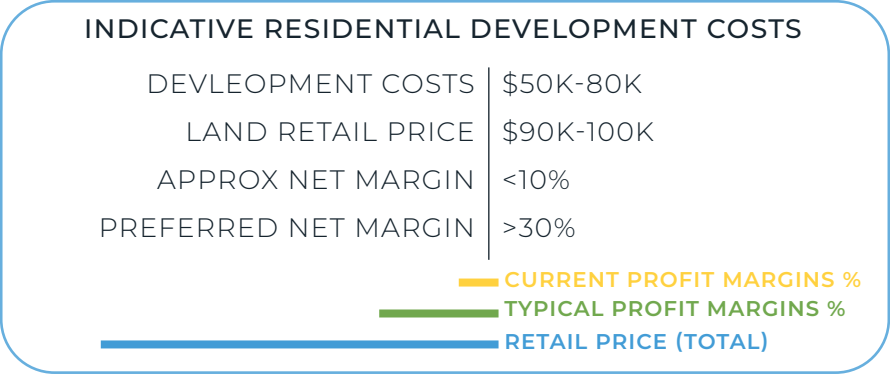 INDICATIVE RESIDENTIAL DEVELOPMENT COSTS
DEVLEOPMENT COSTS $50K-80K
LAND RETAIL PRICE $90K-100K
APPROX NET MARGIN <10%
PREFERRED NET MARGIN >30%
CURRENT PROFIT MARGINS %
TYPICAL PROFIT MARGINS %
RETAIL PRICE (TOTAL)